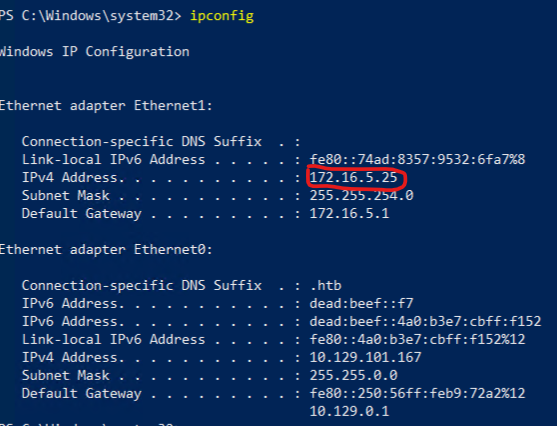 PS C:\Windows\system32> ipconfig
Windows IP Configuration
Ethernet adapter Ethernet1:
Connection-specific DNS Suffix  . :
Link-local IPv6 Address . . . . . : fe80::74ad:8357:9532:6fa7%8
IPv4 Address. . . . . . . . . . . : 172.16.5.25
Subnet Mask . . . . . . . . . . . : 255.255.254.0
Default Gateway . . . . . . . . . : 172.16.5.1
Ethernet adapter Ethernet0:
Connection-specific DNS Suffix  . : .htb
IPv6 Address. . . . . . . . . . . : dead:beef::f7
IPv6 Address. . . . . . . . . . . : dead:beef::4a0:b3e7:cbff:f152
Link-local IPv6 Address . . . . . : fe80::4a0:b3e7:cbff:f152%12
IPv4 Address. . . . . . . . . . . : 10.129.101.167
Subnet Mask . . . . . . . . . . . : 255.255.0.0
Default Gateway . . . . . . . . . : fe80::250:56ff:feb9:72a2%12
10.129.0.1